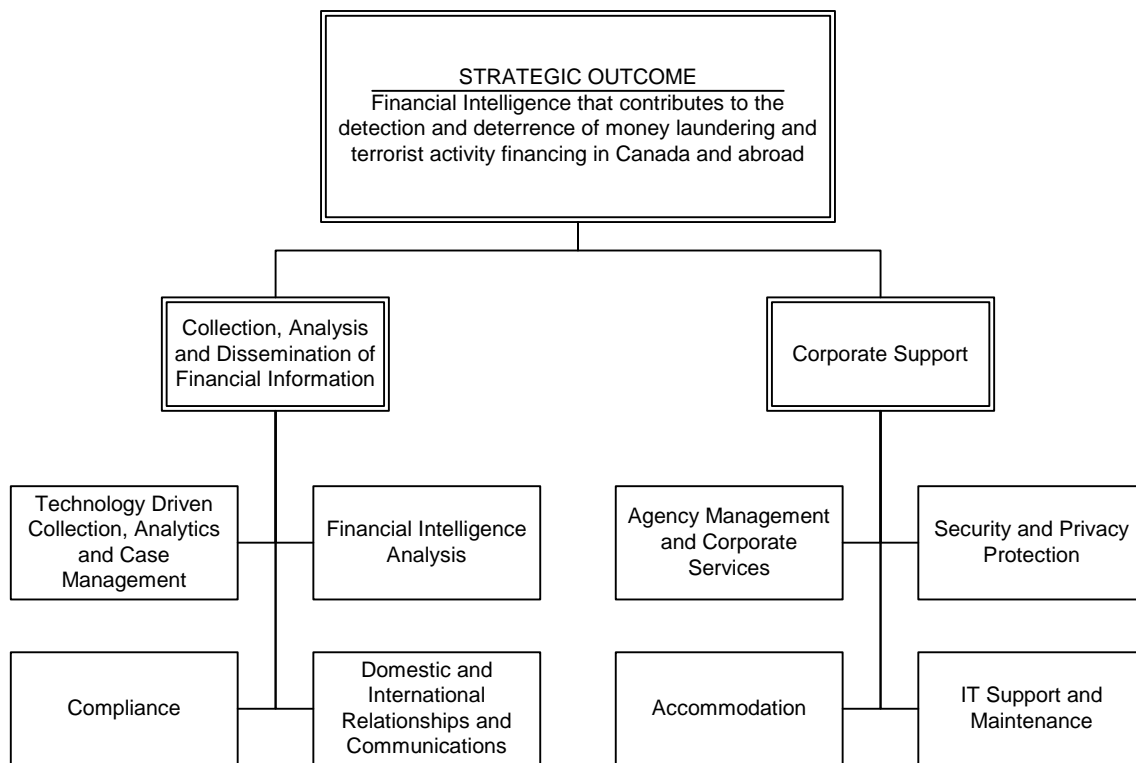 STRATEGIC OUTCOME
Financial Intelligence that contributes to the
detection and deterrence of money laundering and
terrorist activity financing in Canada and abroad
Collection, Analysis
and Dissemination of
Financial Information
Corporate Support
Technology Driven
Collection, Analytics
and Case
Management
Financial Intelligence
Analysis
Agency Management
and Corporate
Services
Security and Privacy
Protection
Compliance
Domestic and
International
Relationships and
Communications
Accommodation
IT Support and
Maintenance